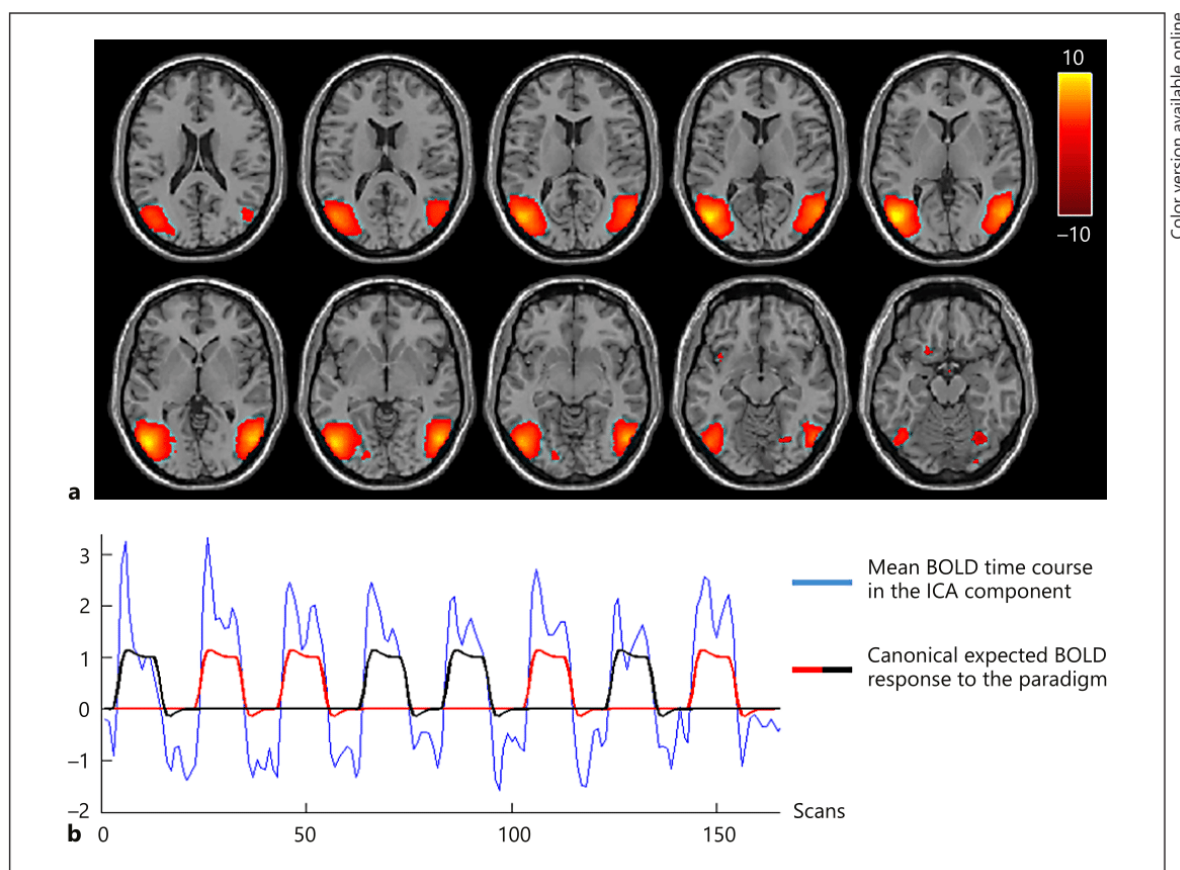 Color version available online
10
–10
a
3
2
1
0
–1
–2
Mean BOLD time course
in the ICA component
Canonical expected BOLD
response to the paradigm
Scans
b
0
50
100
150